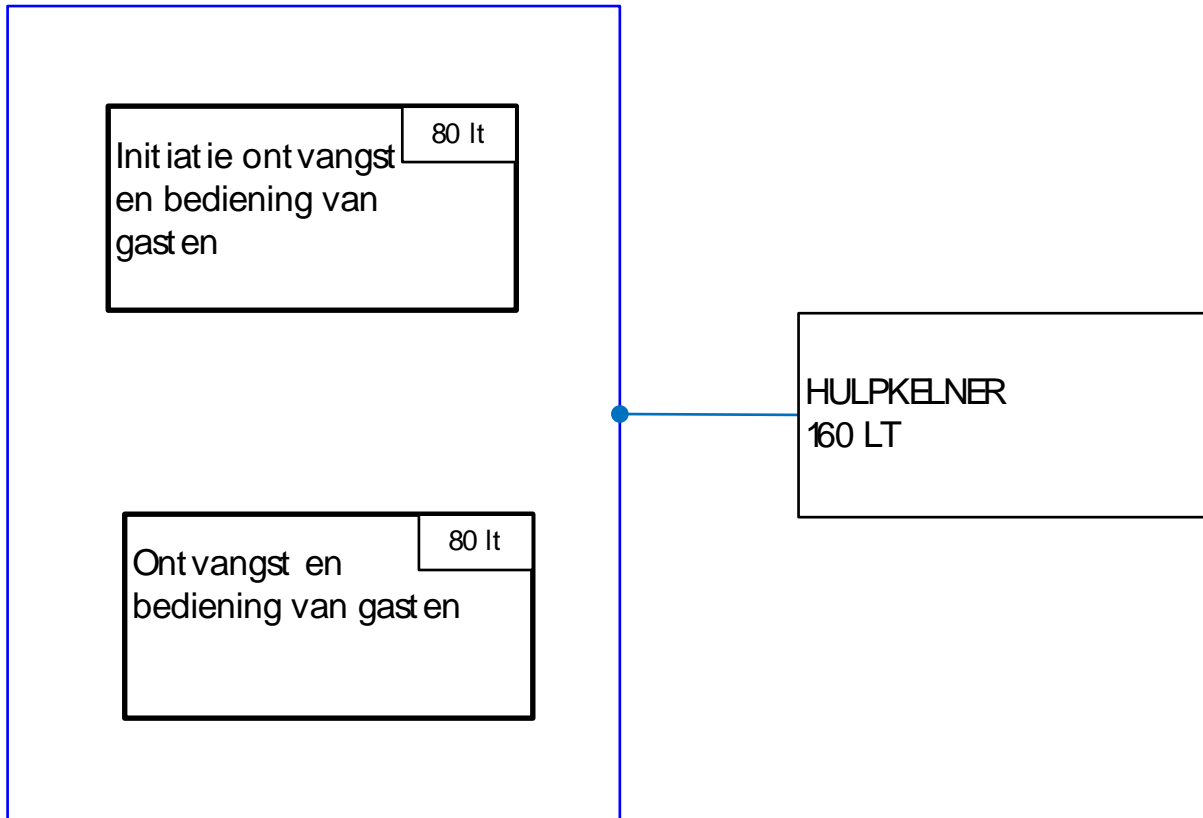 80 lt
Initiatie ontvangst
en bediening van
gasten
HULPKELNER
160 LT
80 lt
Ontvangst en
bediening van gasten